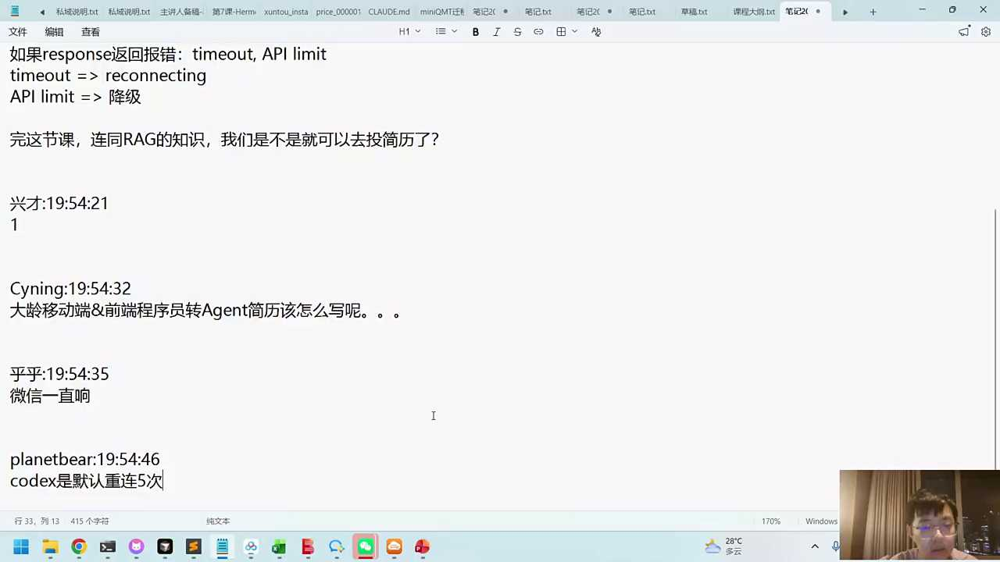 私域说明.txt 私域说明.txt 主讲人备稿- 第7课-Herme xuntou_insta price_000001 CLAUDE.md miniQMT迁移 笔记20 笔记.txt 笔记20 笔记.txt 草稿.txt 课程大纲.txt 笔记20
文件 编辑 查看 H1
如果response返回报错：timeout, API limit
timeout => reconnecting
API limit => 降级
完这节课，连同RAG的知识，我们是不是就可以去投简历了？
兴才:19:54:21
1
Cyning:19:54:32
大龄移动端&前端程序员转Agent简历该怎么写呢。。。
乎乎:19:54:35
微信一直响
planetbear:19:54:46
codex是默认重连5次
行 33，列 13 415 个字符 纯文本 170% Windows
28°C
多云